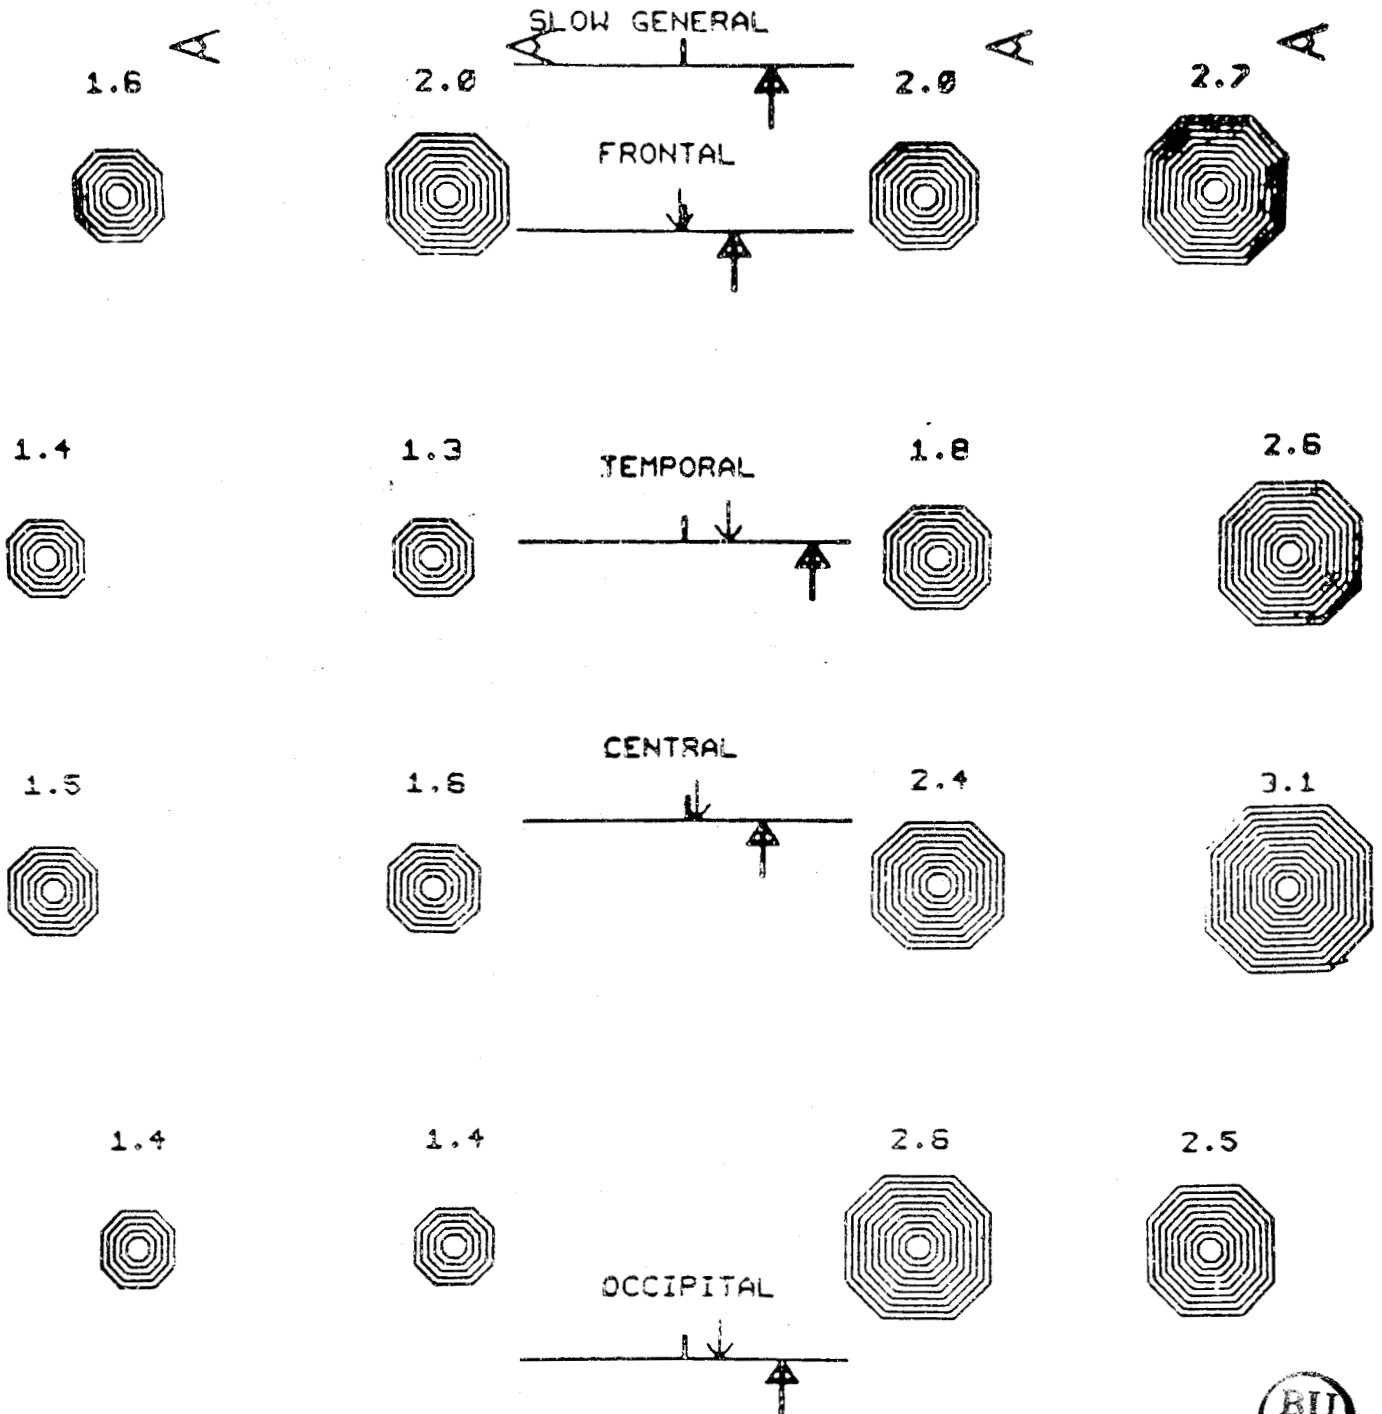 SLOW GENERAL
1.6 2.0 2.0 2.7
FRONTAL
1.4 1.3 1.8 2.6
TEMPORAL
CENTRAL
1.5 1.6 2.4 3.1
1.4 1.4 2.6 2.5
OCCIPITAL
BU